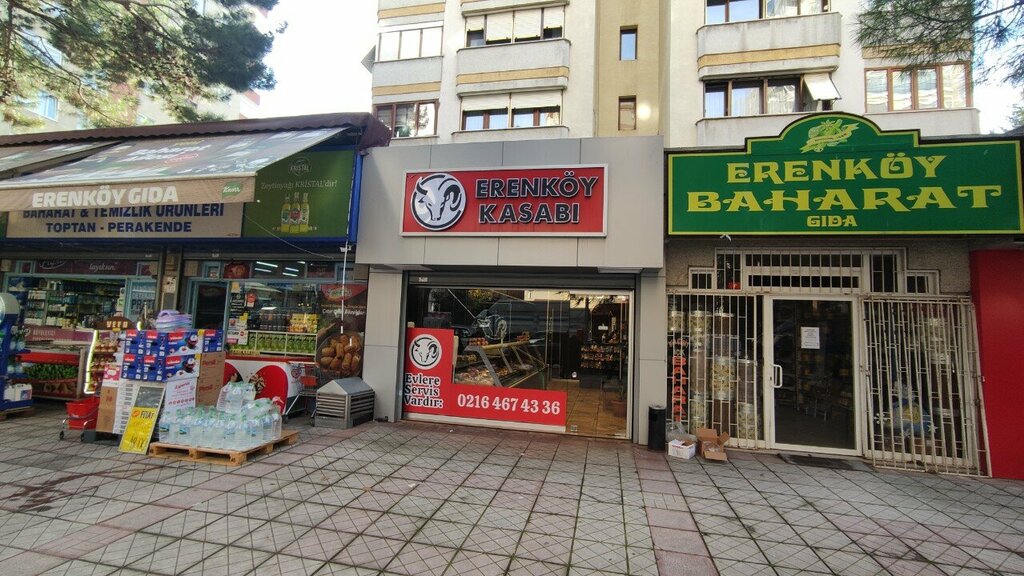 KRİSTAL
Zeytinyağı KRİSTAL'dir!
ERENKÖY GIDA
BAHARAT & TEMİZLİK ÜRÜNLERİ
TOPTAN - PERAKENDE
ERENKÖY
KASABI
Evlere
Servis
Vardır:
0216 467 43 36
ERENKÖY
BAHARAT
GIDA